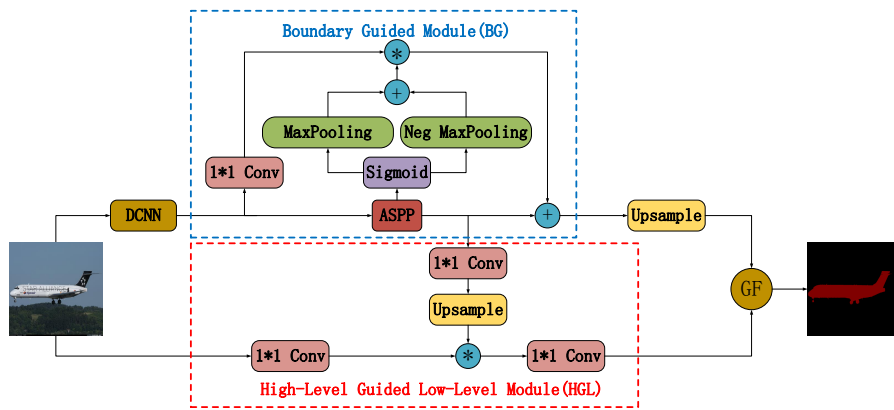 Boundary Guided Module(BG)
*
+
MaxPooling
Neg MaxPooling
1*1 Conv
Sigmoid
DCNN
ASPP
+
Upsample
1*1 Conv
GF
Upsample
1*1 Conv
*
1*1 Conv
High-Level Guided Low-Level Module(HGL)